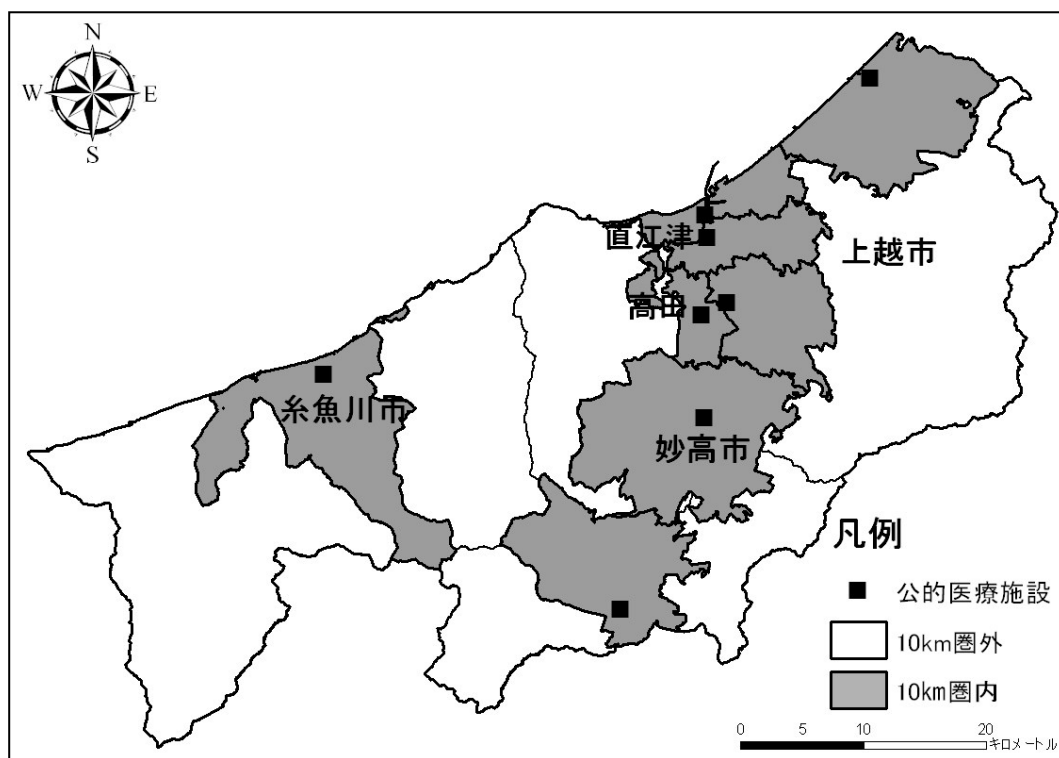 N
W
E
S
直江津
上越市
高田
糸魚川市
妙高市
凡例
公的医療施設
10km圏外
10km圏内
0 5 10 20
キロメートル